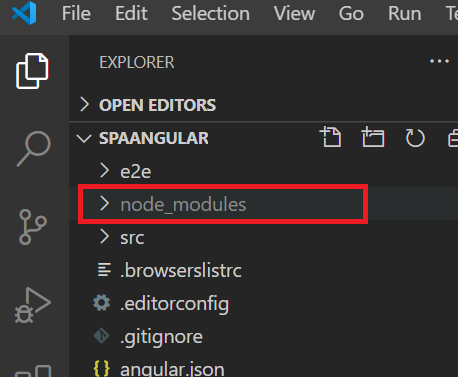 File Edit Selection View Go Run
EXPLORER
OPEN EDITORS
SPAANGULAR
e2e
node_modules
src
.browserslistrc
.editorconfig
.gitignore
{} angular.json